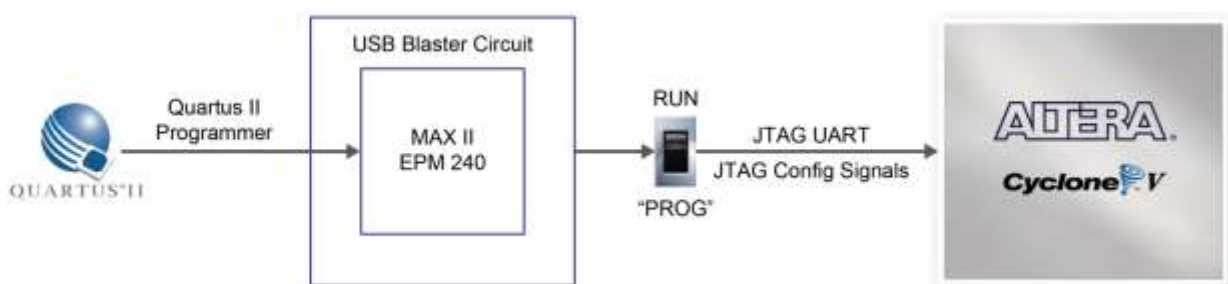 USB Blaster Circuit
Quartus II
Programmer
QUARTUS®II
MAX II
EPM 240
RUN
"PROG"
JTAG UART
JTAG Config Signals
ALTERA.
Cyclone V